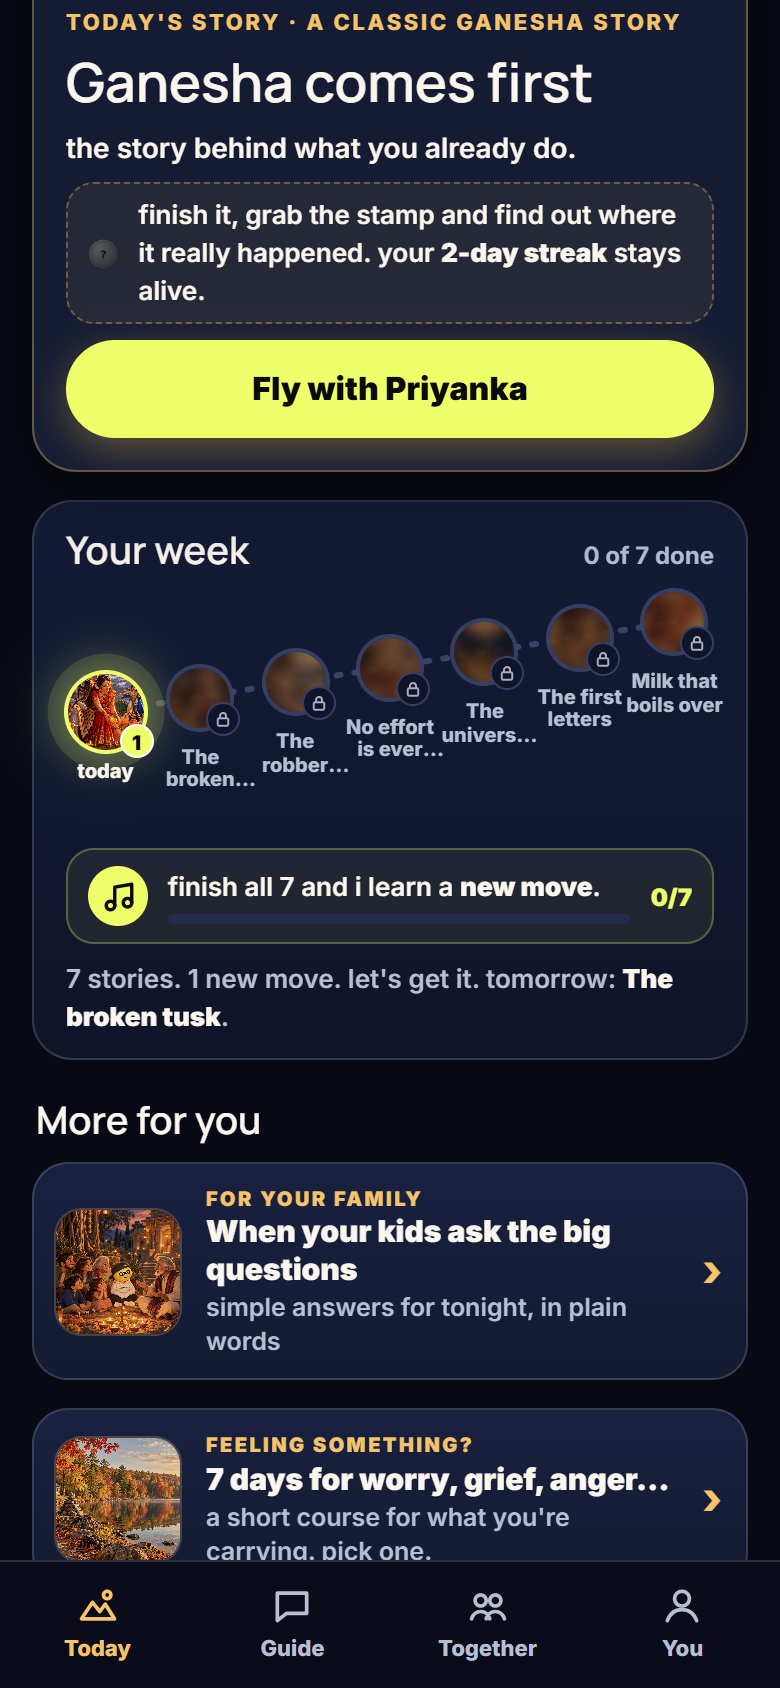 TODAY'S STORY · A CLASSIC GANESHA STORY
Ganesha comes first
the story behind what you already do.
?
finish it, grab the stamp and find out where
it really happened. your 2-day streak stays
alive.
Fly with Priyanka
Your week
0 of 7 done
1
today
The
broken...
The
robber...
No effort
is ever...
The
univers...
The first
letters
Milk that
boils over
finish all 7 and i learn a new move.
0/7
7 stories. 1 new move. let's get it. tomorrow: The
broken tusk.
More for you
FOR YOUR FAMILY
When your kids ask the big
questions
simple answers for tonight, in plain
words
FEELING SOMETHING?
7 days for worry, grief, anger...
a short course for what you're
carrying. pick one.
Today
Guide
Together
You